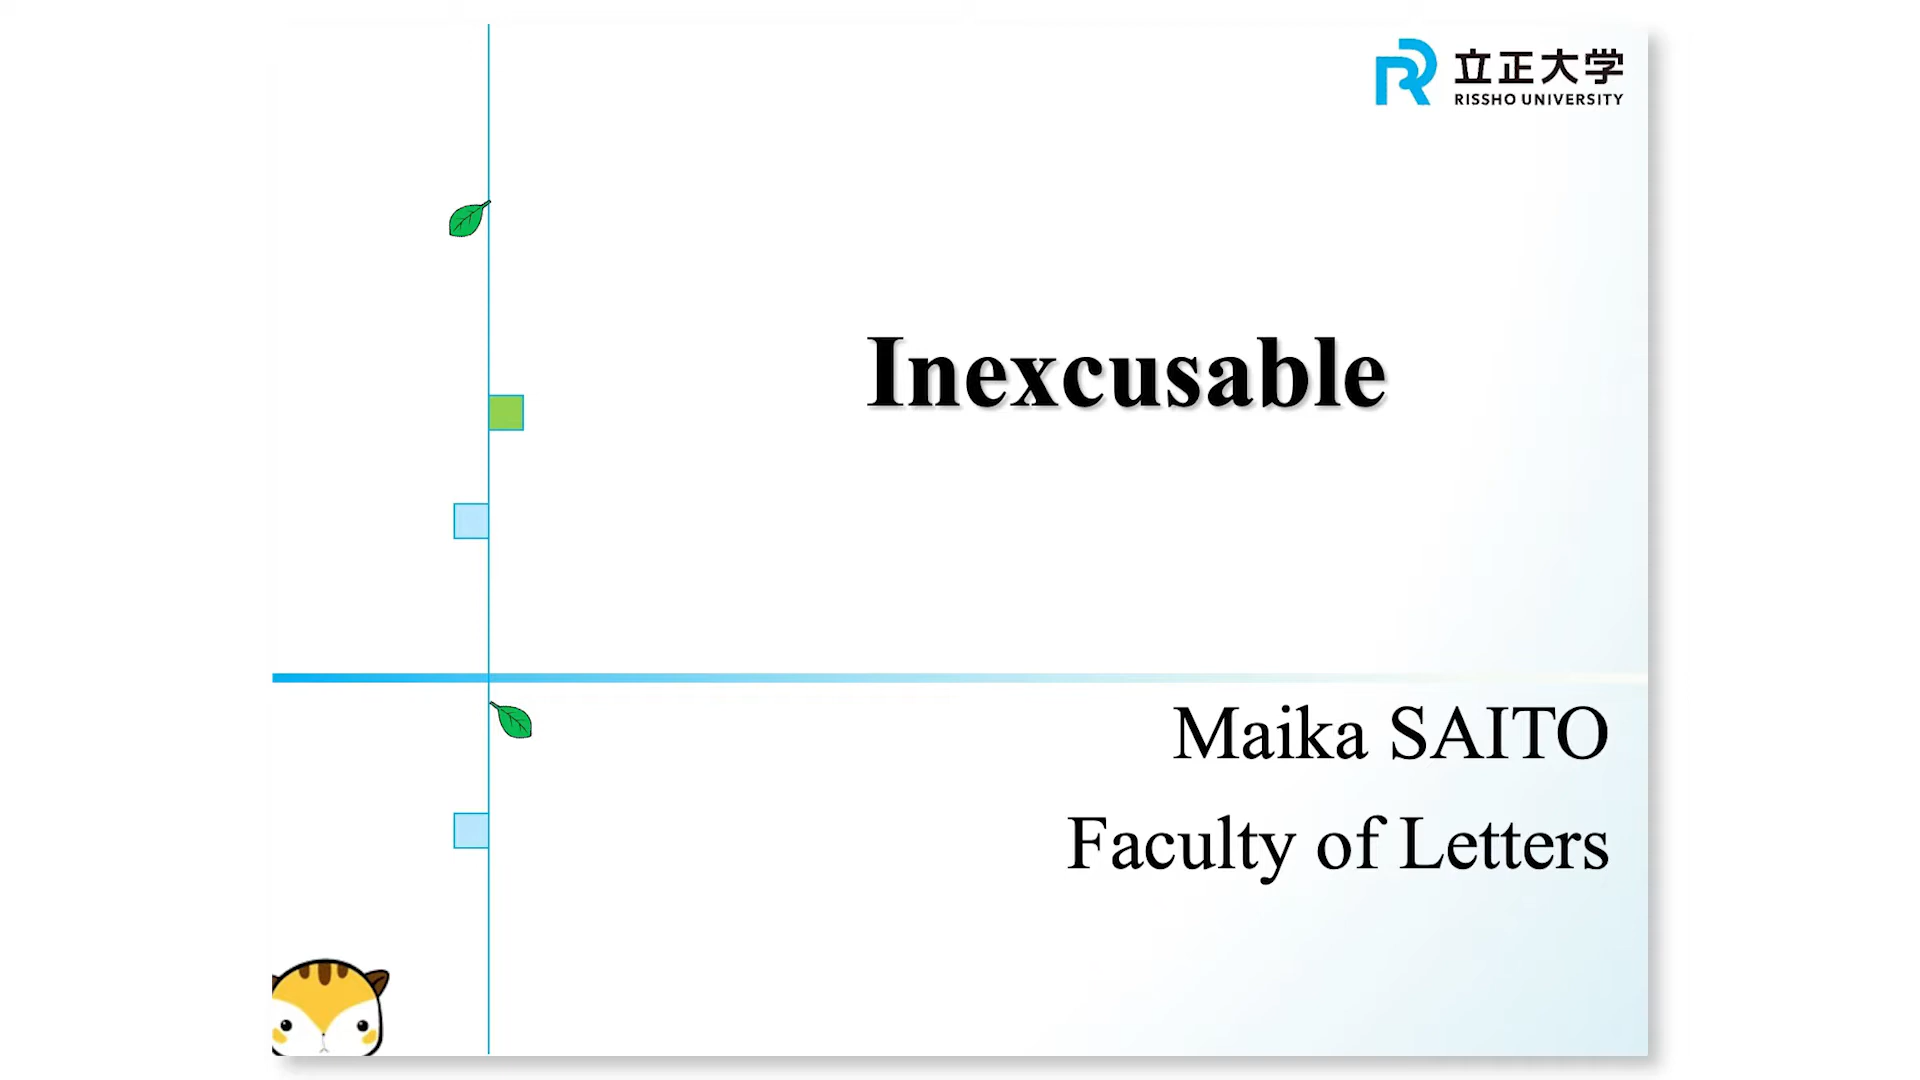 立正大学
RISSHO UNIVERSITY
Inexcusable
Maika SAITO
Faculty of Letters